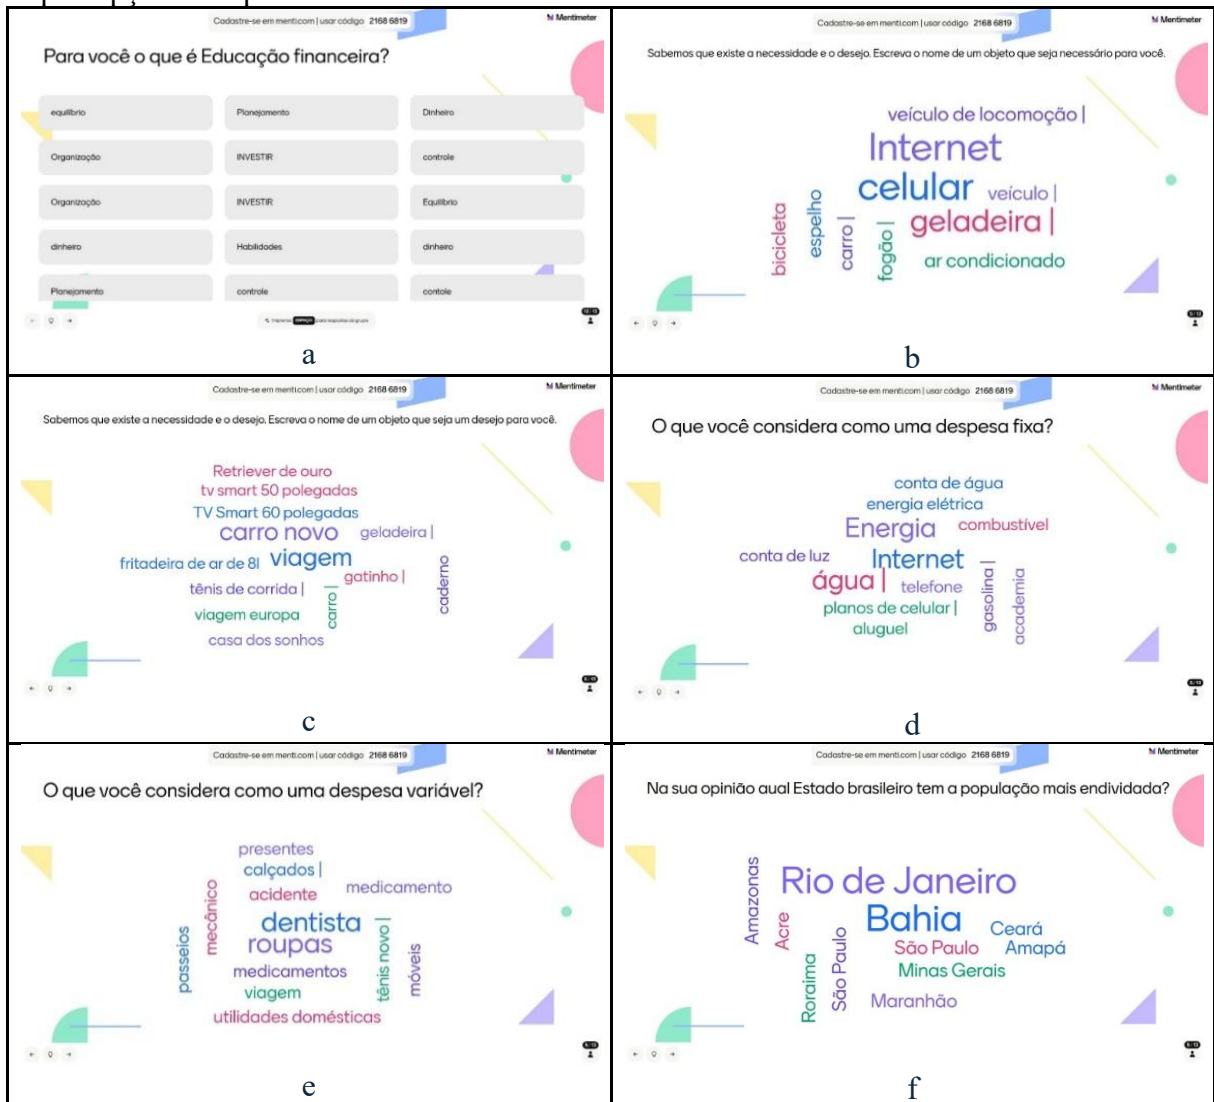 Cadastre-se em menti.com | usar código 2168 6819
Mentimeter
Para você o que é Educação financeira?
equilíbrio
Planejamento
Dinheiro
Organização
INVESTIR
controle
Organização
INVESTIR
Equilíbrio
dinheiro
Habilidades
dinheiro
Planejamento
controle
contole
a
Cadastre-se em menti.com | usar código 2168 6819
Mentimeter
Sabemos que existe a necessidade e o desejo. Escreva o nome de um objeto que seja necessário para você.
veículo de locomoção |
Internet
celular
veículo |
bicicleta
espelho
carro |
fogão |
geladeira |
ar condicionado
b
Cadastre-se em menti.com | usar código 2168 6819
Mentimeter
Sabemos que existe a necessidade e o desejo. Escreva o nome de um objeto que seja um desejo para você.
Retriever de ouro
tv smart 50 polegadas
TV Smart 60 polegadas
carro novo
geladeira |
fritadeira de ar de 8l
viagem
gatinho |
caderno
tênis de corrida |
carro |
viagem europa
casa dos sonhos
c
Cadastre-se em menti.com | usar código 2168 6819
Mentimeter
O que você considera como uma despesa fixa?
conta de água
energia elétrica
Energia
combustível
conta de luz
Internet
água |
telefone
gasolina |
academia
planos de celular |
aluguel
d
Cadastre-se em menti.com | usar código 2168 6819
Mentimeter
O que você considera como uma despesa variável?
presentes
calçados |
acidente
medicamento
mecânico
passeios
dentista
roupas
tênis novo |
móveis
medicamentos
viagem
utilidades domésticas
e
Cadastre-se em menti.com | usar código 2168 6819
Mentimeter
Na sua opinião aual Estado brasileiro tem a população mais endividada?
Amazonas
Rio de Janeiro
Acre
Bahia
Ceará
São Paulo
Amapá
Roraima
São Paulo
Minas Gerais
Maranhão
f